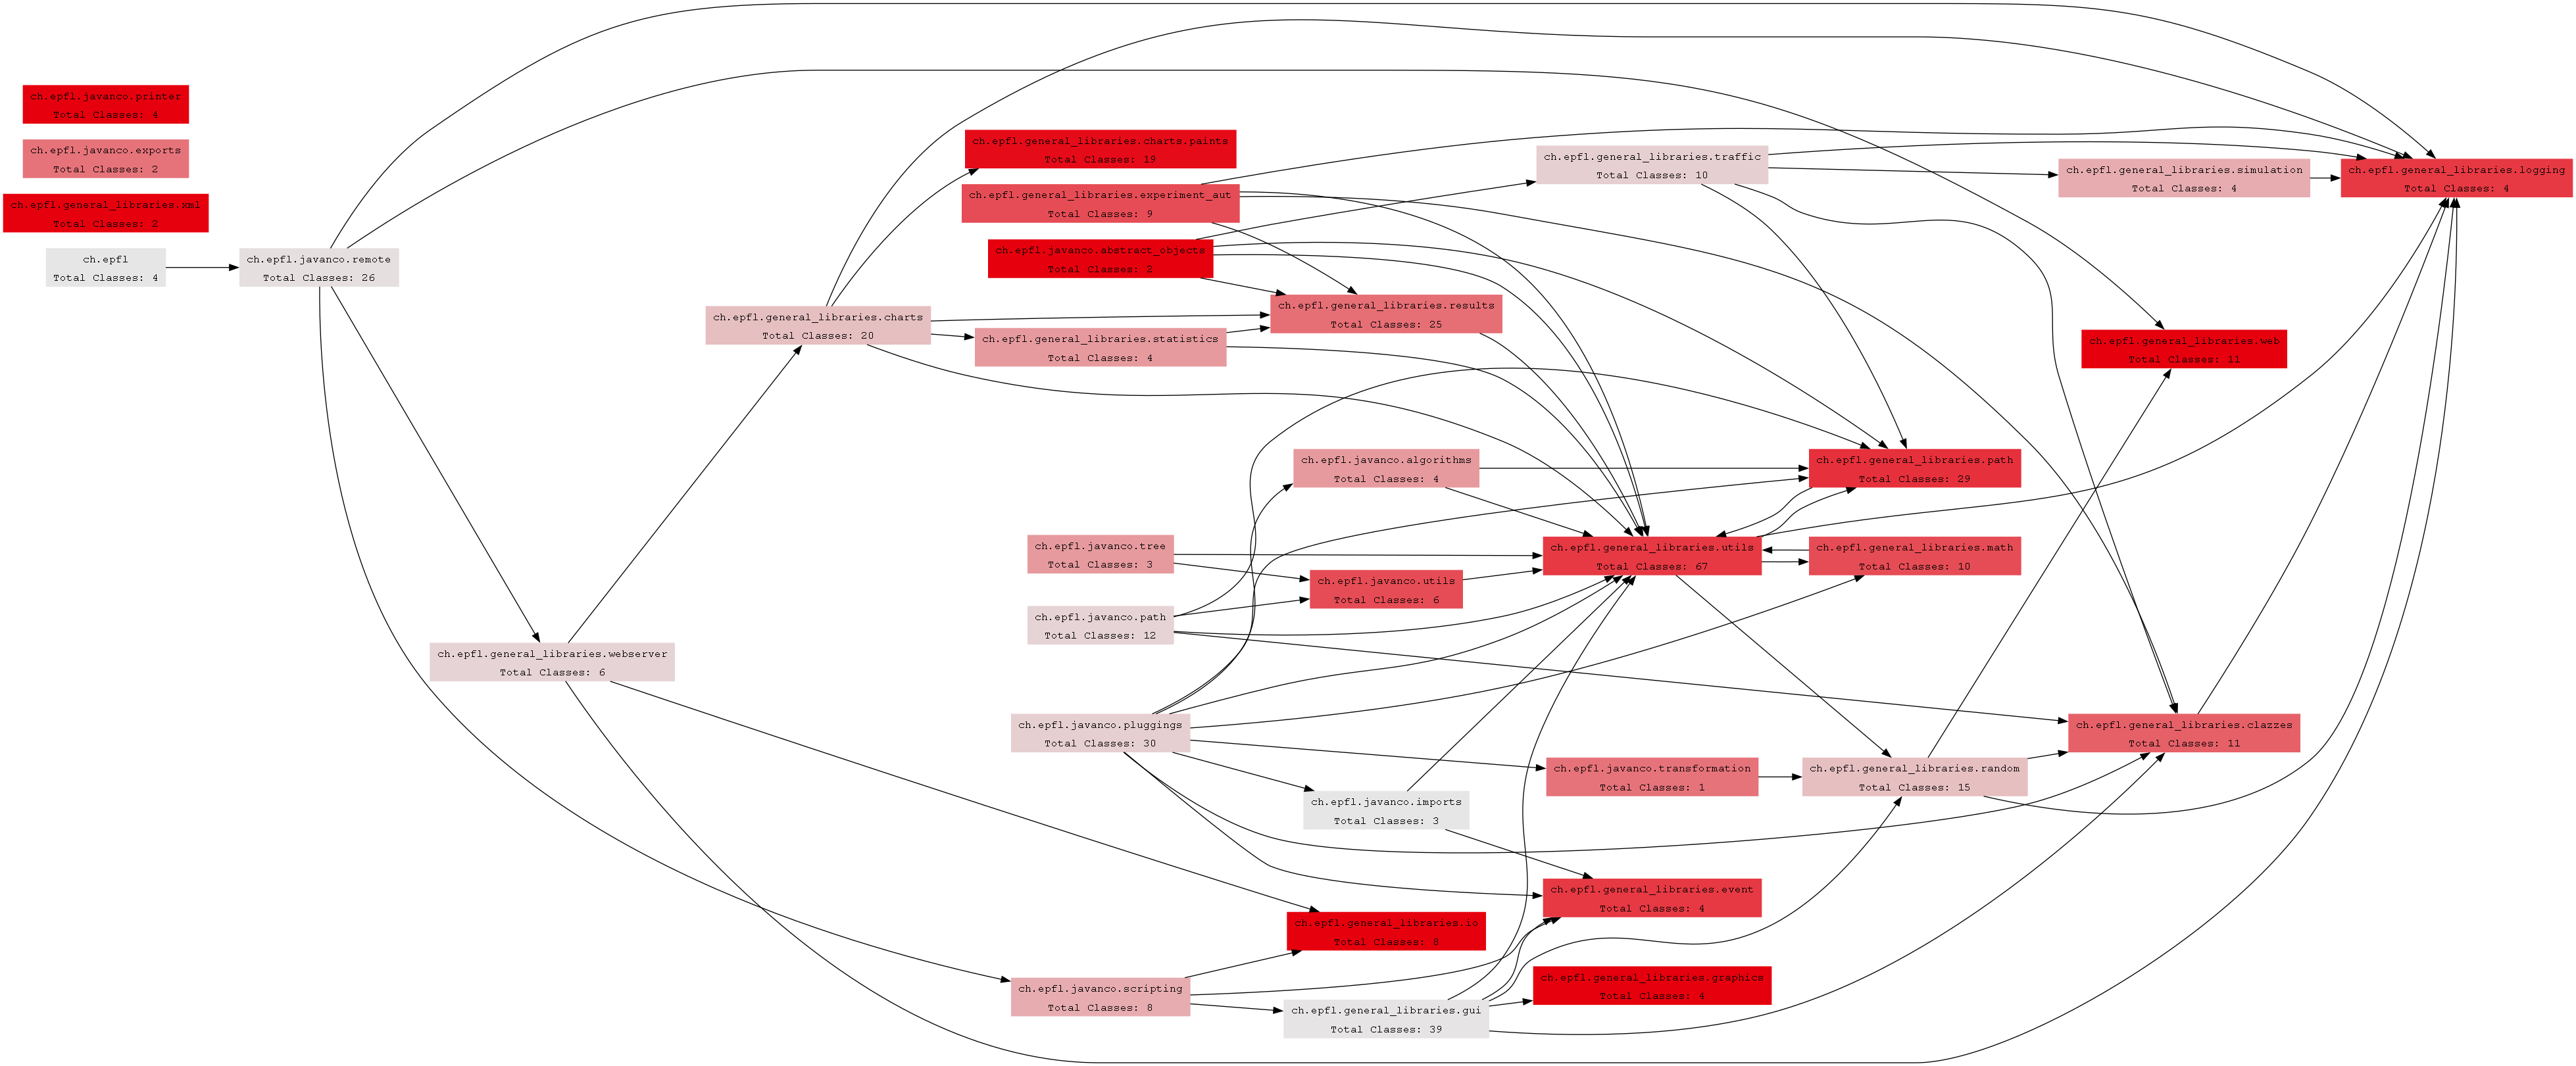 ch.epfl.javanco.printer
Total Classes: 4
ch.epfl.javanco.exports
Total Classes: 2
ch.epfl.general_libraries.xml
Total Classes: 2
ch.epfl
Total Classes: 4
ch.epfl.javanco.remote
Total Classes: 26
ch.epfl.general_libraries.webserver
Total Classes: 6
ch.epfl.general_libraries.charts
Total Classes: 20
ch.epfl.general_libraries.charts.paints
Total Classes: 19
ch.epfl.general_libraries.experiment_aut
Total Classes: 9
ch.epfl.javanco.abstract_objects
Total Classes: 2
ch.epfl.general_libraries.results
Total Classes: 25
ch.epfl.general_libraries.statistics
Total Classes: 4
ch.epfl.javanco.algorithms
Total Classes: 4
ch.epfl.javanco.tree
Total Classes: 3
ch.epfl.javanco.utils
Total Classes: 6
ch.epfl.javanco.path
Total Classes: 12
ch.epfl.javanco.pluggings
Total Classes: 30
ch.epfl.javanco.imports
Total Classes: 3
ch.epfl.general_libraries.io
Total Classes: 8
ch.epfl.javanco.scripting
Total Classes: 8
ch.epfl.general_libraries.gui
Total Classes: 39
ch.epfl.general_libraries.traffic
Total Classes: 10
ch.epfl.general_libraries.utils
Total Classes: 67
ch.epfl.javanco.transformation
Total Classes: 1
ch.epfl.general_libraries.event
Total Classes: 4
ch.epfl.general_libraries.graphics
Total Classes: 4
ch.epfl.general_libraries.path
Total Classes: 29
ch.epfl.general_libraries.math
Total Classes: 10
ch.epfl.general_libraries.random
Total Classes: 15
ch.epfl.general_libraries.simulation
Total Classes: 4
ch.epfl.general_libraries.web
Total Classes: 11
ch.epfl.general_libraries.clazzes
Total Classes: 11
ch.epfl.general_libraries.logging
Total Classes: 4